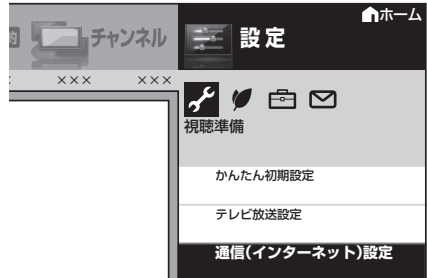 ホーム
的
チャンネル
設定
××× ×××
視聴準備
かんたん初期設定
テレビ放送設定
通信(インターネット)設定